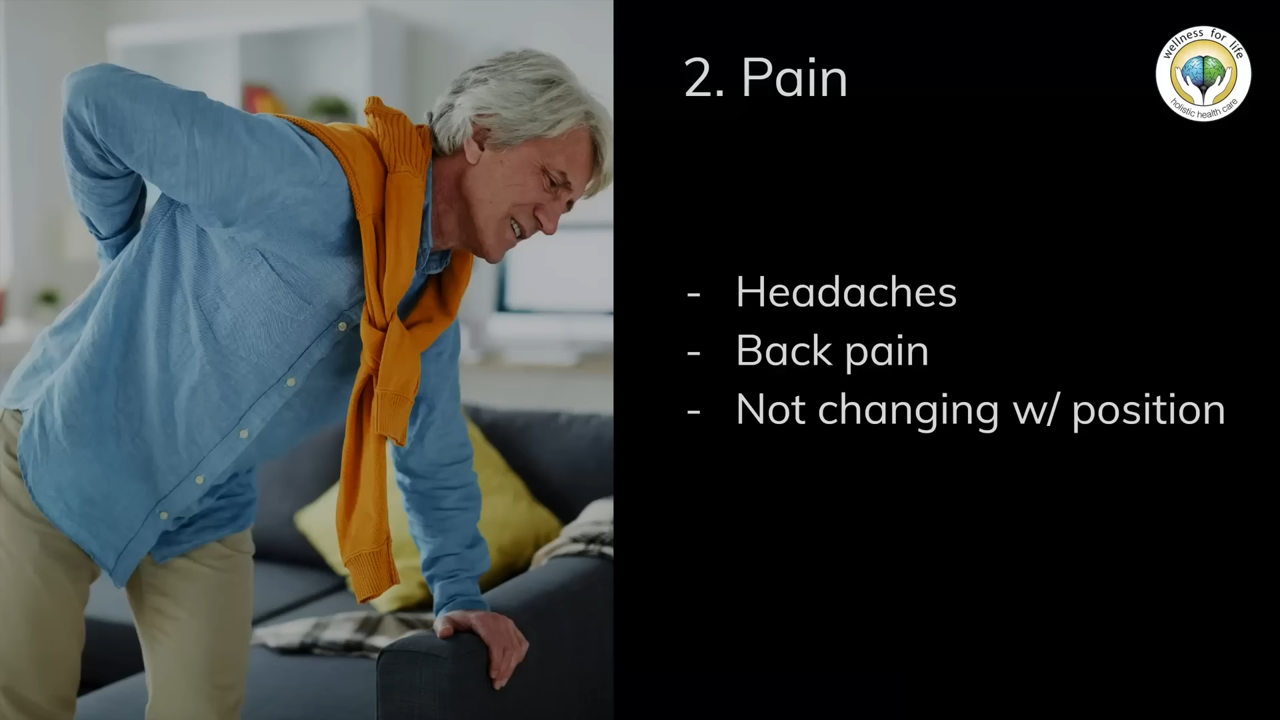 2. Pain
wellness for life
holistic health care
- Headaches
- Back pain
- Not changing w/ position